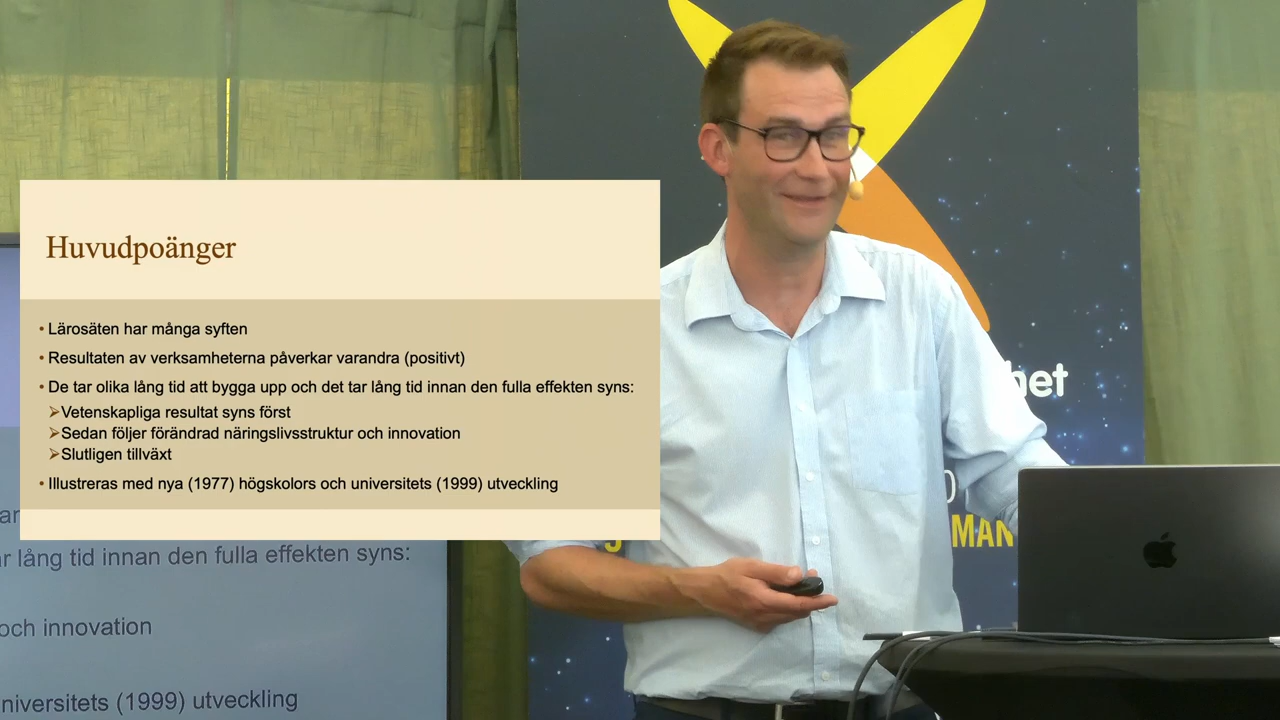 Huvudpoänger
• Lärosäten har många syften
• Resultaten av verksamheterna påverkar varandra (positivt)
• De tar olika lång tid att bygga upp och det tar lång tid innan den fulla effekten syns:
➢Vetenskapliga resultat syns först
➢Sedan följer förändrad näringslivsstruktur och innovation
➢Slutligen tillväxt
• Illustreras med nya (1977) högskolors och universitets (1999) utveckling
lång tid innan den fulla effekten syns:
och innovation
niversitets (1999) utveckling
het
MAN